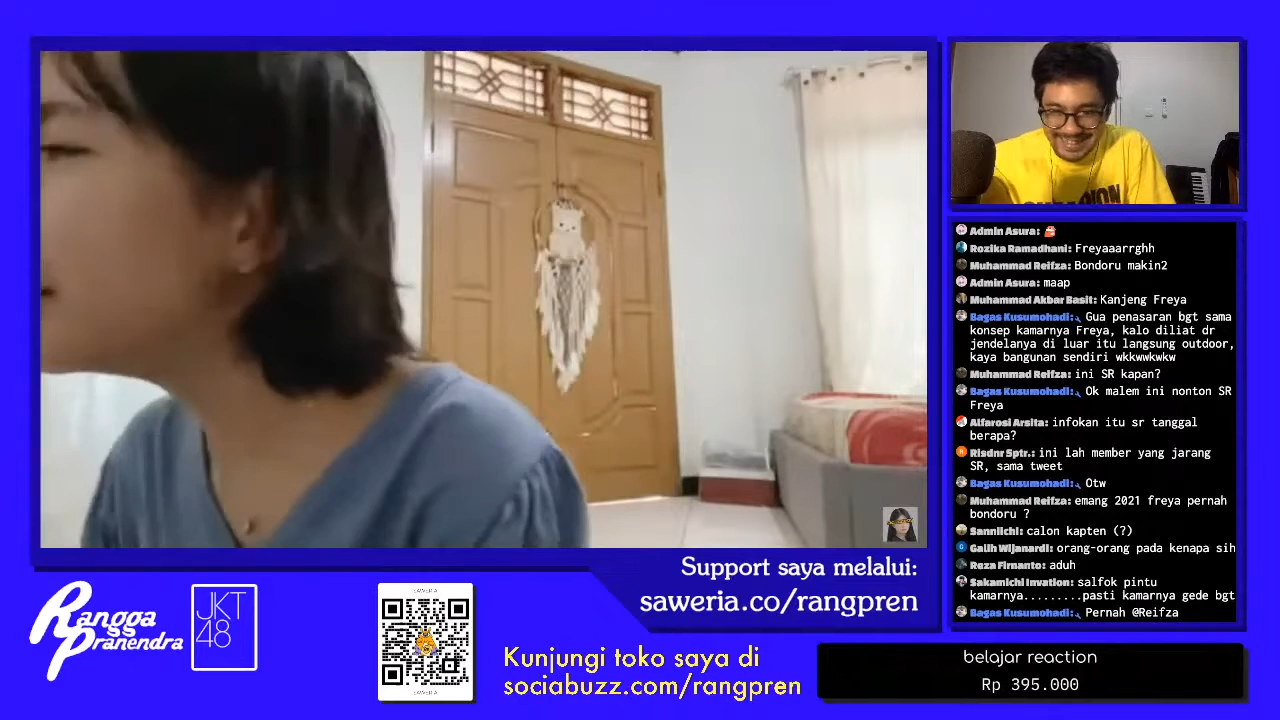 Admin Asura:
Rozika Ramadhani: Freyaaarrghh
Muhammad Reifza: Bondoru makin2
Admin Asura: maap
Muhammad Akbar Basit: Kanjeng Freya
Bagas Kusumohadi: Gua penasaran bgt sama
konsep kamarnya Freya, kalo diliat dr
jendelanya di luar itu langsung outdoor,
kaya bangunan sendiri wkkwwkwkw
Muhammad Reifza: ini SR kapan?
Bagas Kusumohadi: Ok malem ini nonton SR
Freya
Alfarosi Arsita: infokan itu sr tanggal
berapa?
Risdnr Sptr.: ini lah member yang jarang
SR, sama tweet
Bagas Kusumohadi: Otw
Muhammad Reifza: emang 2021 freya pernah
bondoru ?
Sanniichi: calon kapten (?)
Galih Wijanardi: orang-orang pada kenapa sih
Reza Firnanto: aduh
Sakamichi Invation: salfok pintu
kamarnya.........pasti kamarnya gede bgt
Bagas Kusumohadi: Pernah @Reifza
Support saya melalui:
saweria.co/rangpren
Rangga
Pranendra
JKT
48
SAWERIA
SAWERIA
Kunjungi toko saya di
sociabuzz.com/rangpren
belajar reaction
Rp 395.000